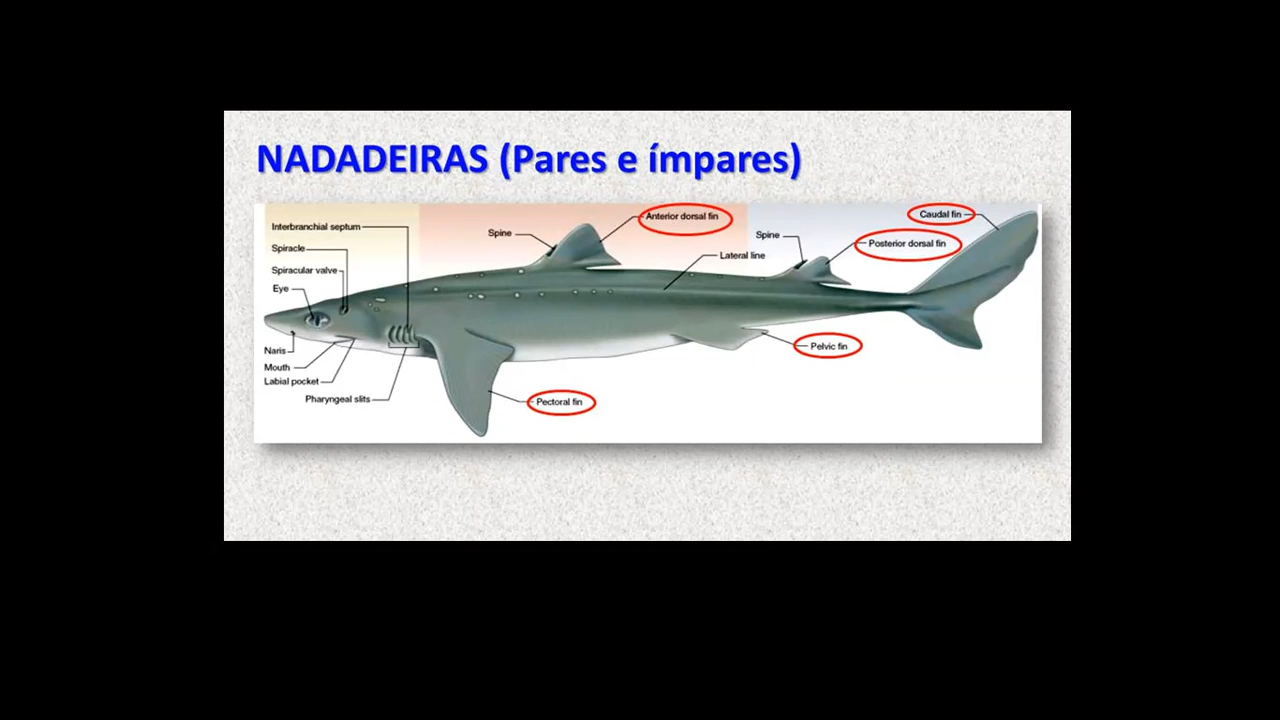 NADADEIRAS (Pares e ímpares)
Interbranchial septum
Spiracle
Spiracular valve
Eye
Naris
Mouth
Labial pocket
Pharyngeal slits
Spine
Anterior dorsal fin
Lateral line
Pectoral fin
Spine
Posterior dorsal fin
Caudal fin
Pelvic fin